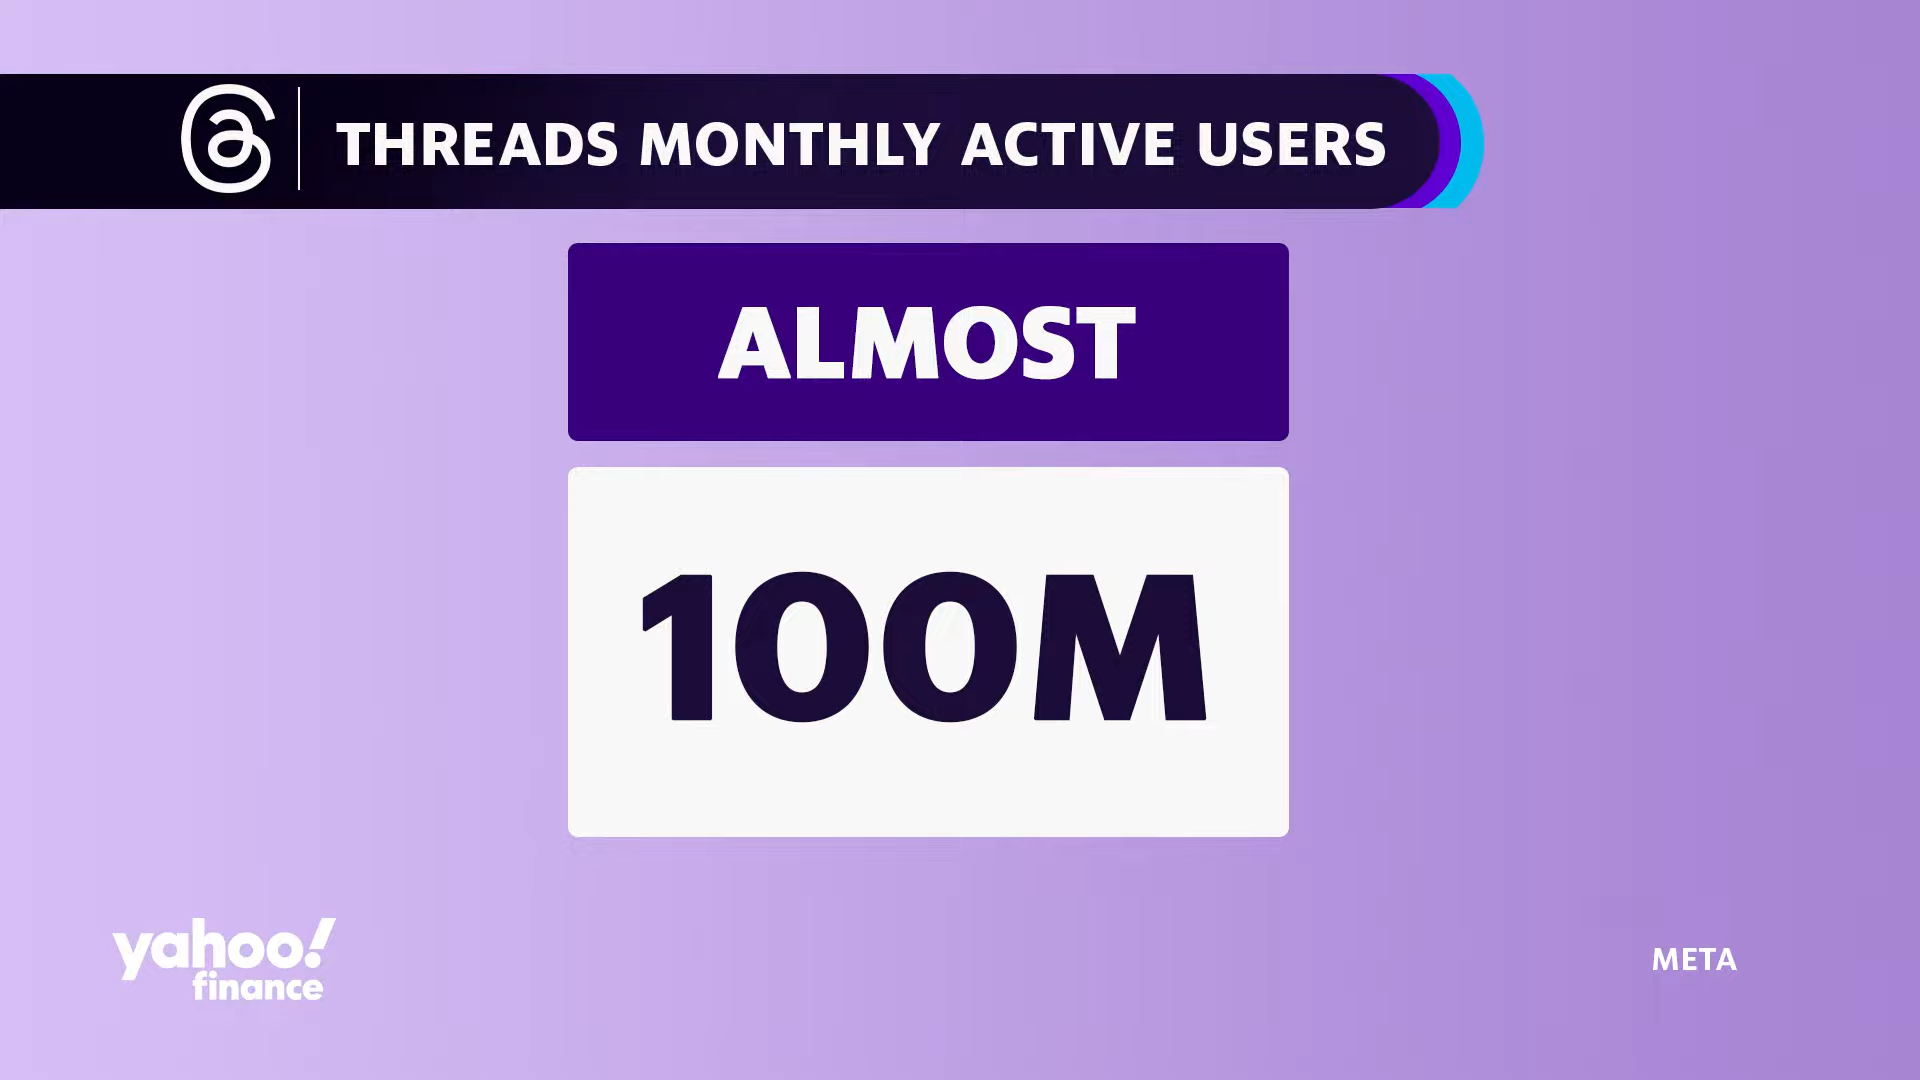 THREADS MONTHLY ACTIVE USERS
ALMOST
100M
yahoo!
finance
META